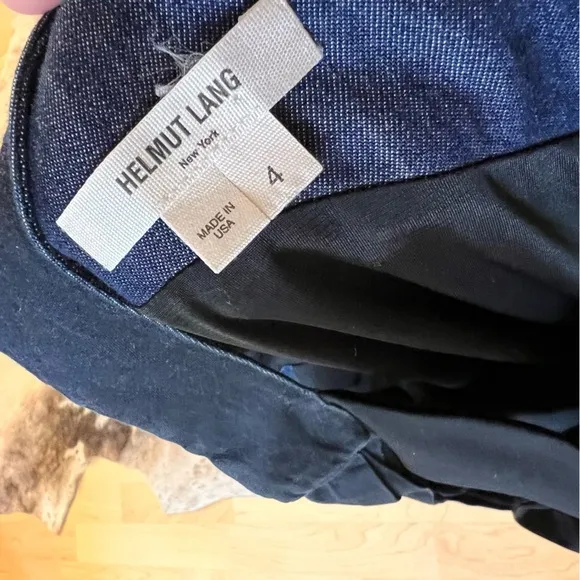 HELMUT LANG
New York
4
MADE IN
USA